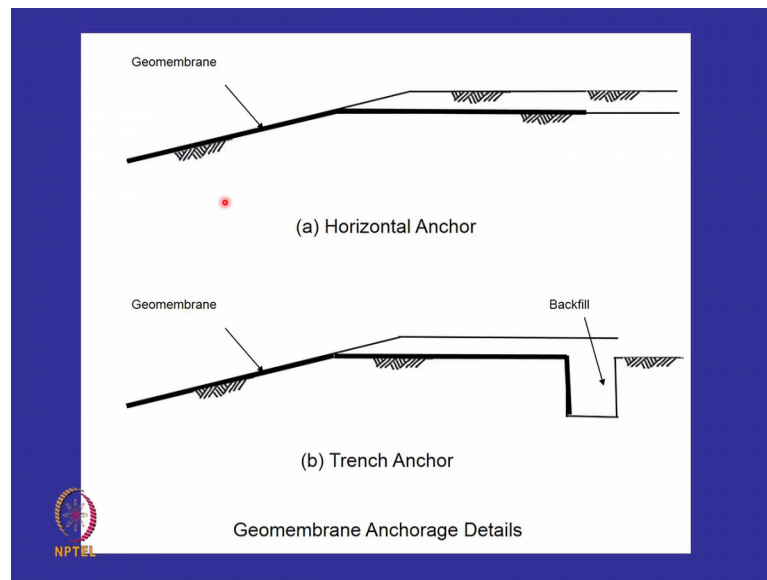 Geomembrane
(a) Horizontal Anchor
Geomembrane
Backfill
(b) Trench Anchor
Geomembrane Anchorage Details
NPTEL